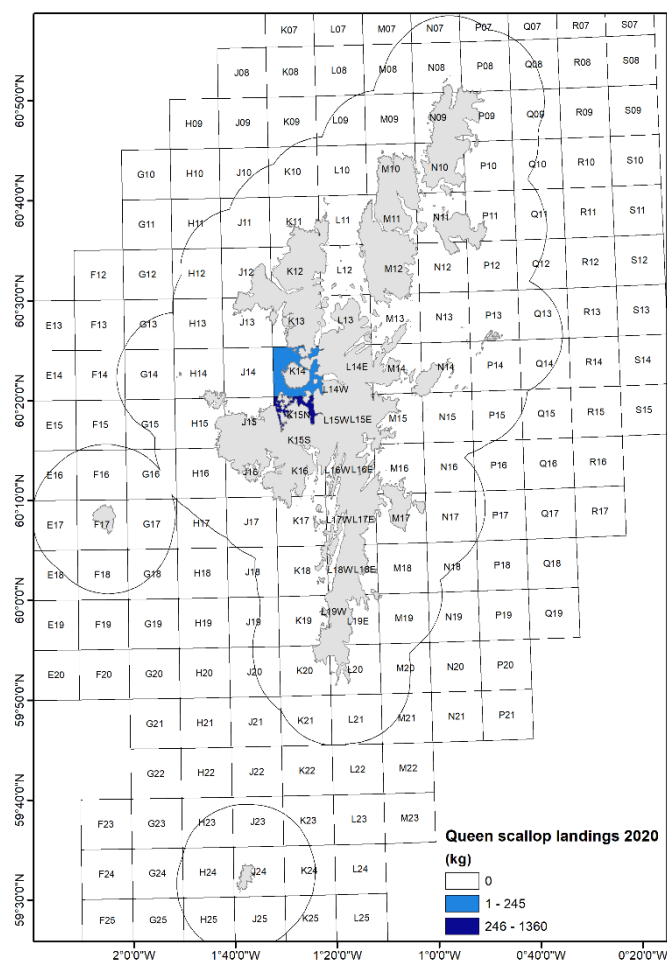 K07 L07 M07 N07 P07 Q07 R07 S07
J08 K08 L08 M08 N08 P08 Q08 R08 S08
60°50'0"N
H09 J09 K09 L09 M09 N09 P09 Q09 R09 S09
G10 H10 J10 K10 L10 M10 N10 P10 Q10 R10 S10
60°40'0"N
G11 H11 J11 K11 L11 M11 N11 P11 Q11 R11 S11
F12 G12 H12 J12 K12 L12 M12 N12 P12 Q12 R12 S12
60°30'0"N
E13 F13 G13 H13 J13 K13 L13 M13 N13 P13 Q13 R13 S13
E14 F14 G14 H14 J14 K14 L14E M14 N14 P14 Q14 R14 S14
L14W
60°20'0"N
E15 F15 G15 H15 J15 K15N L15W L15E M15 N15 P15 Q15 R15 S15
K15S
E16 F16 G16 H16 J16 K16 L16W L16E M16 N16 P16 Q16 R16
60°10'0"N
E17 F17 G17 H17 J17 K17 L17W L17E M17 N17 P17 Q17 R17
E18 F18 G18 H18 J18 K18 L18W L18E M18 N18 P18 Q18
60°0'0"N
L19W
E19 F19 G19 H19 J19 K19 L19E M19 N19 P19 Q19
E20 F20 G20 H20 J20 K20 L20 M20 N20 P20
59°50'0"N
G21 H21 J21 K21 L21 M21 N21 P21
G22 H22 J22 K22 L22 M22
59°40'0"N
F23 G23 H23 J23 K23 L23 M23
F24 G24 H24 J24 K24 L24
59°30'0"N
F25 G25 H25 J25 K25 L25
Queen scallop landings 2020
(kg)
0
1 - 245
246 - 1360
2°0'0"W 1°40'0"W 1°20'0"W 1°0'0"W 0°40'0"W 0°20'0"W